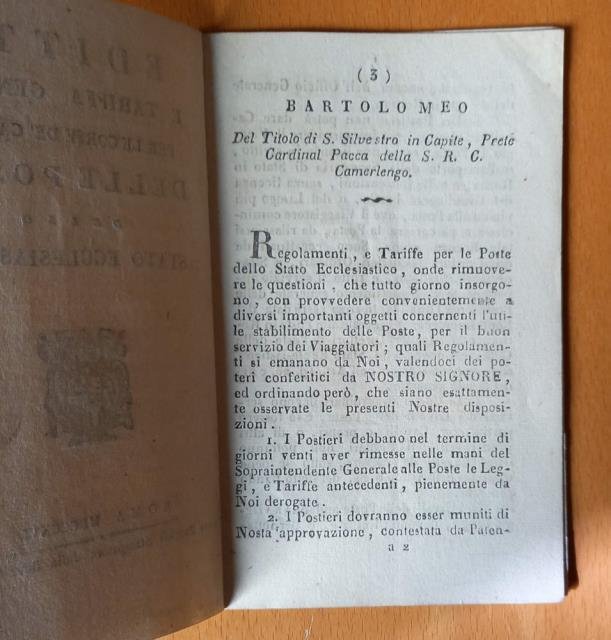 ( 3 )
BARTOLOMEO
Del Titolo di S. Silvestro in Capite, Prete
Cardinal Pacca della S. R. C.
Camerlengo.
Regolamenti, e Tariffe per le Poste
dello Stato Ecclesiastico, onde rimuove-
re le questioni, che tutto giorno insorgo-
no, con provvedere convenientemente a
diversi importanti oggetti concernenti l'uti-
le stabilimento delle Poste, per il buon
servizio dei Viaggiatori; quali Regolamen-
ti si emanano da Noi, valendoci dei po-
teri conferitici da NOSTRO SIGNORE,
ed ordinando però, che siano esattamen-
te osservate le presenti Nostre disposi-
zioni.
1. I Postieri debbano nel termine di
giorni venti aver rimesse nelle mani del
Sopraintendente Generale alle Poste le Leg-
gi, e Tariffe antecedenti, pienemente da
Noi derogate.
2. I Postieri dovranno esser muniti di
Nosta approvazione, contestata da Paten-
a 2